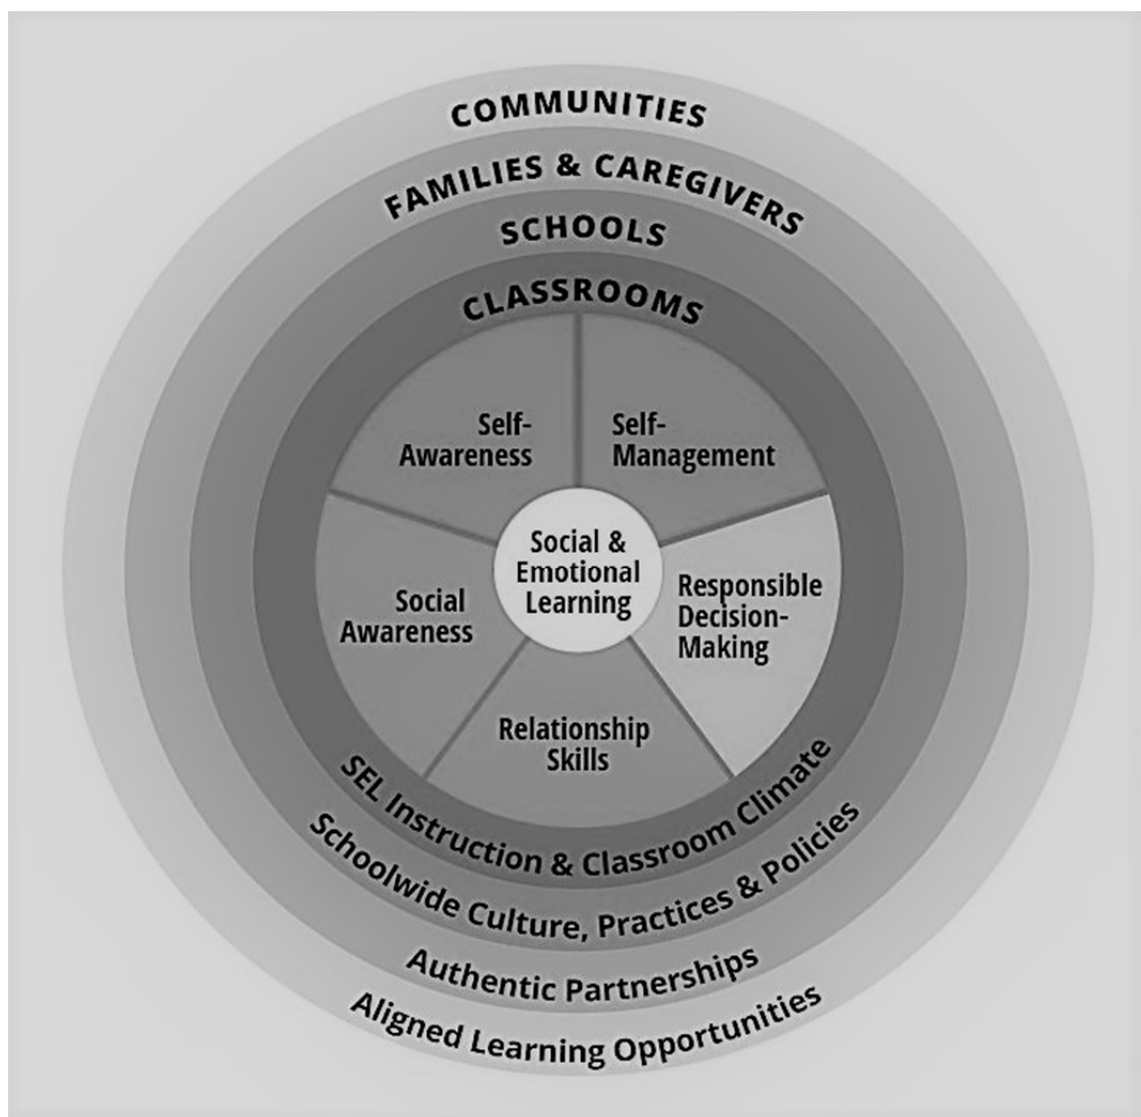 COMMUNITIES
FAMILIES & CAREGIVERS
SCHOOLS
CLASSROOMS
Self-
Awareness
Self-
Management
Social &
Emotional
Learning
Social
Awareness
Responsible
Decision-
Making
Relationship
Skills
SEL Instruction & Classroom Climate
Schoolwide Culture, Practices & Policies
Authentic Partnerships
Aligned Learning Opportunities